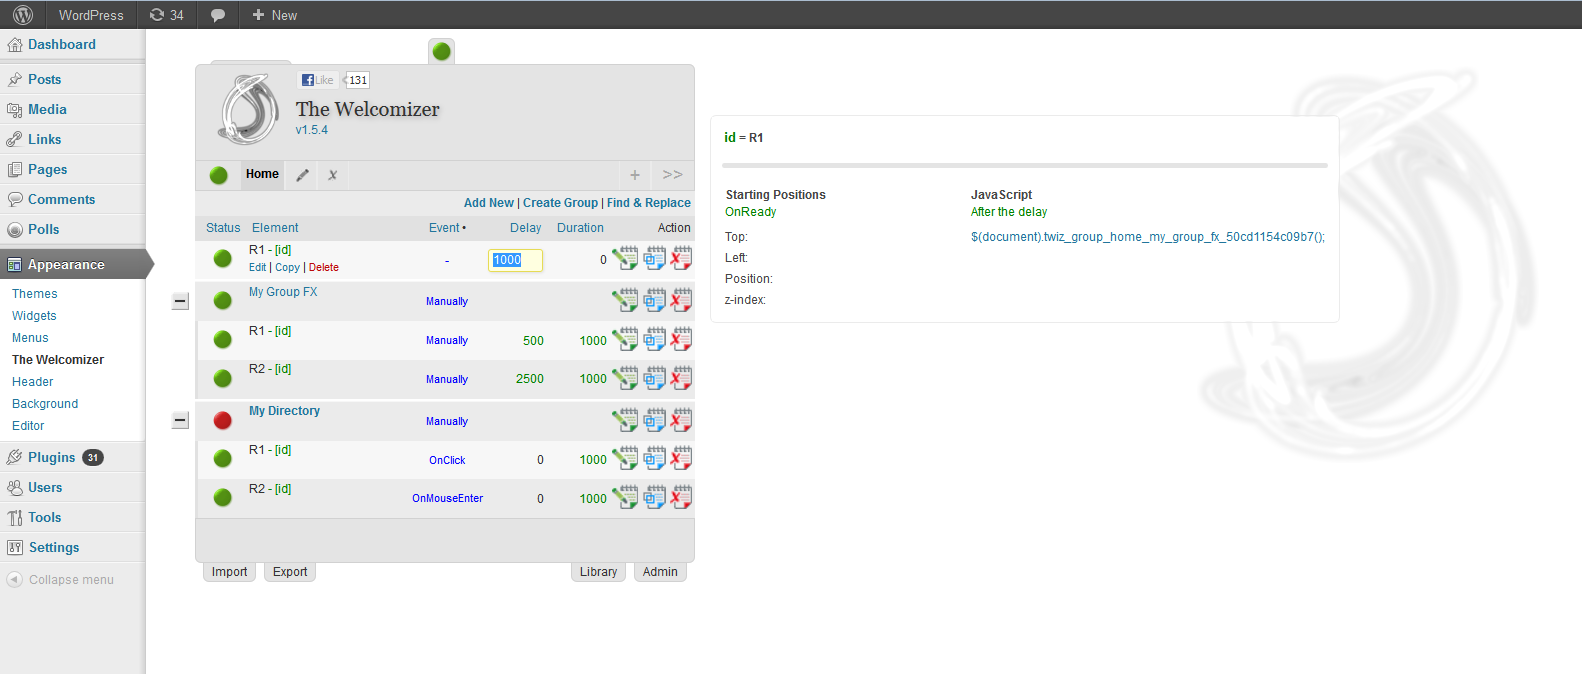 WordPress 34 New
Dashboard
Posts
Media
Links
Pages
Comments
Polls
Appearance
Themes
Widgets
Menus
The Welcomizer
Header
Background
Editor
Plugins 31
Users
Tools
Settings
Collapse menu
Like 131
The Welcomizer
v1.5.4
Home x + >>
Add New | Create Group | Find & Replace
Status Element Event • Delay Duration Action
R1 - [id]
Edit | Copy | Delete - 1000 0
My Group FX
Manually
R1 - [id]
Manually 500 1000
R2 - [id]
Manually 2500 1000
My Directory
Manually
R1 - [id]
OnClick 0 1000
R2 - [id]
OnMouseEnter 0 1000
Import Export Library Admin
id = R1
Starting Positions JavaScript
OnReady After the delay
Top: $(document).twiz_group_home_my_group_fx_50cd1154c09b7();
Left:
Position:
z-index: